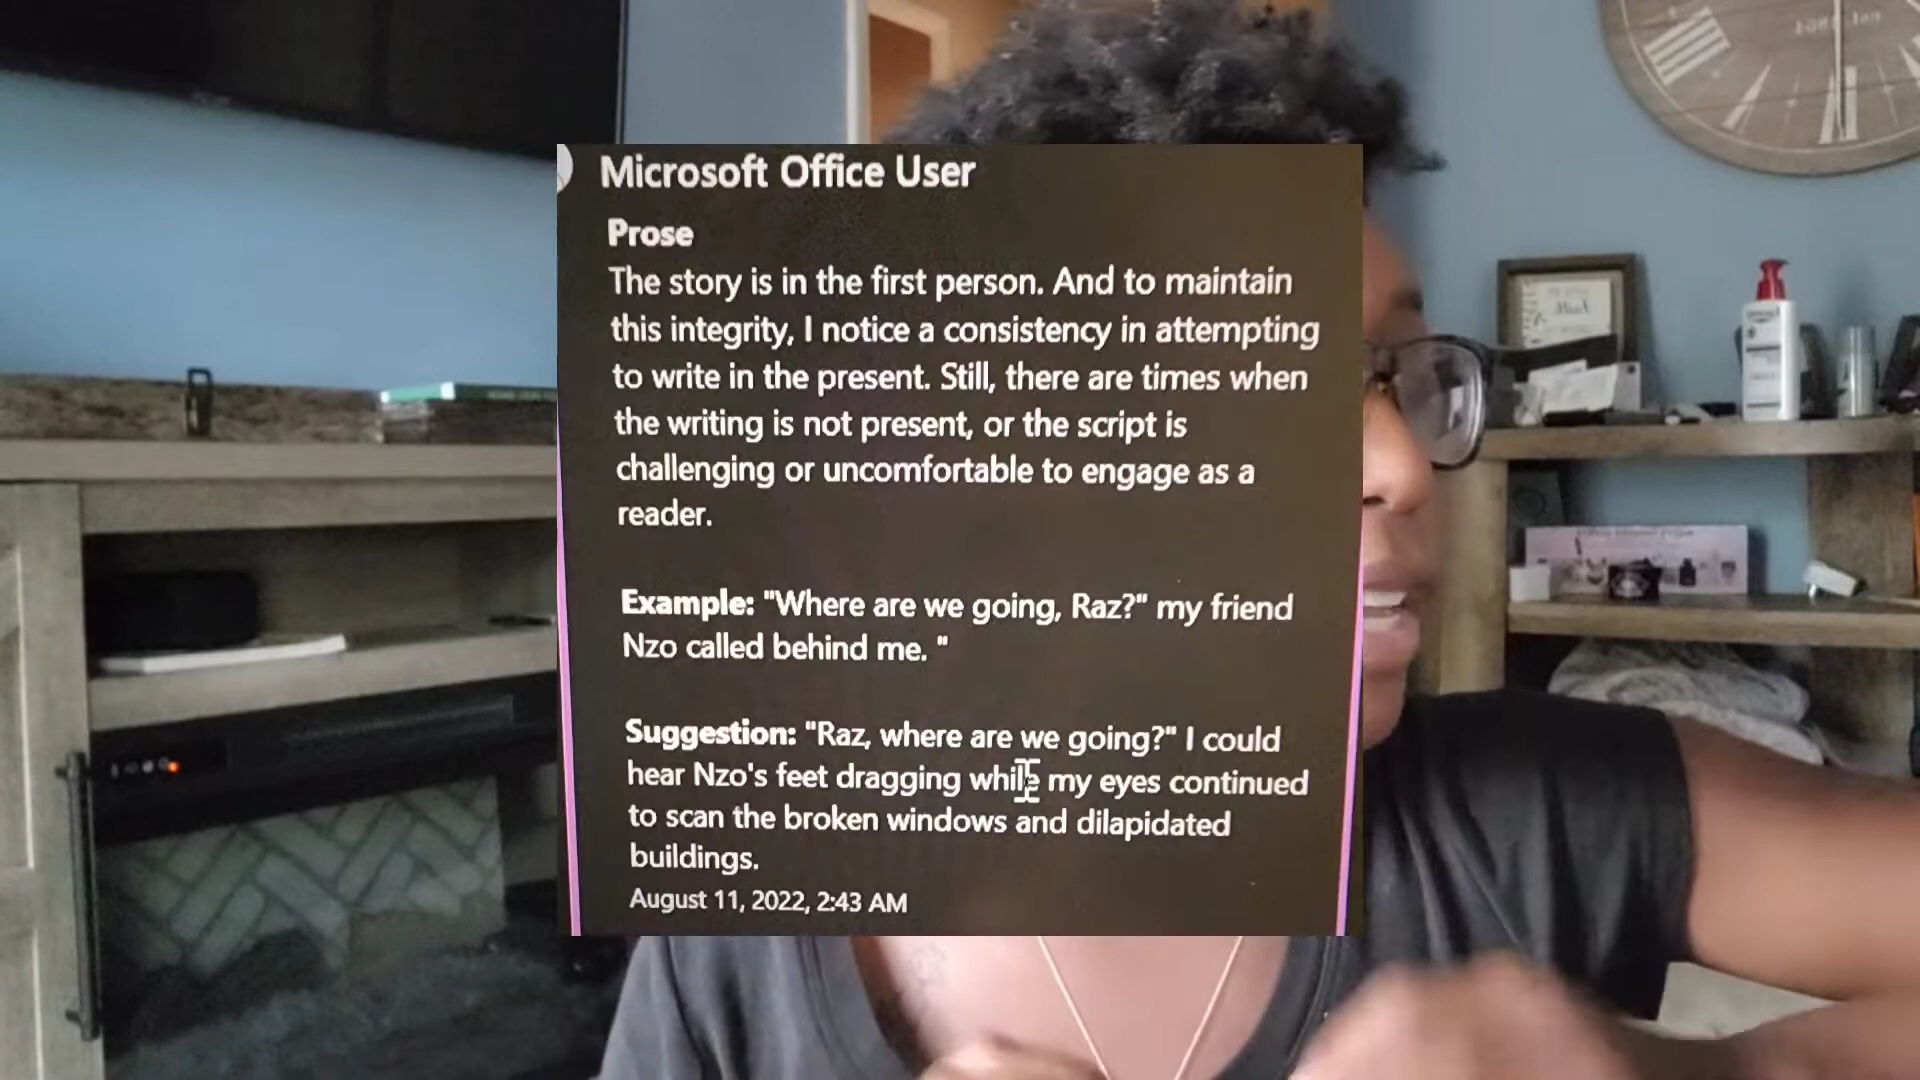 Microsoft Office User
Prose
The story is in the first person. And to maintain
this integrity, I notice a consistency in attempting
to write in the present. Still, there are times when
the writing is not present, or the script is
challenging or uncomfortable to engage as a
reader.
Example: "Where are we going, Raz?" my friend
Nzo called behind me. "
Suggestion: "Raz, where are we going?" I could
hear Nzo's feet dragging while my eyes continued
to scan the broken windows and dilapidated
buildings.
August 11, 2022, 2:43 AM